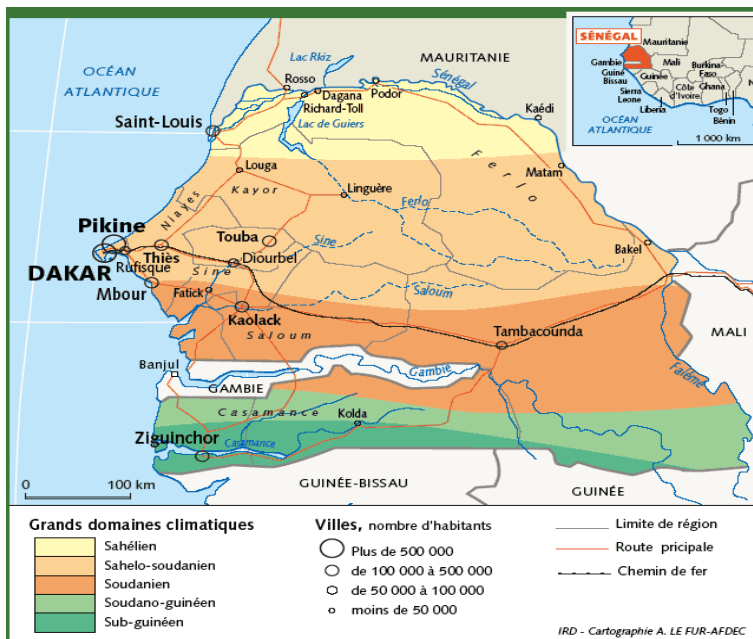 SÉNÉGAL
Mauritanie
Gambie
Mali
Guiné
Bissau
Guinée
Burkina-
Faso
Sierra
Leone
Côte
d'Ivoire
Ghana
Liberia
Togo
Bénin
OCÉAN
ATLANTIQUE
1 000 km
OCÉAN
ATLANTIQUE
Lac Rkiz
MAURITANIE
Rosso
Dagana
Richard-Toll
Podor
Sénégal
Kaédi
Saint-Louis
Lac de Guiers
Louga
Kayor
Linguère
Ferlo
Matam
Niayes
Ferlo
Pikine
Touba
Sine
Bakel
DAKAR
Thiès
Rufisque
Diourbel
Sine
Mbour
Fatick
Saloum
Kaolack
Saloum
Tambacounda
MALI
Banjul
Gambie
Falémé
GAMBIE
Casamance
Kolda
Ziguinchor
Casamance
0 100 km
GUINÉE-BISSAU
GUINÉE
Grands domaines climatiques
Sahélien
Sahelo-soudanien
Soudanien
Soudano-guinéen
Sub-guinéen
Villes, nombre d'habitants
Plus de 500 000
de 100 000 à 500 000
de 50 000 à 100 000
moins de 50 000
Limite de région
Route pricipale
Chemin de fer
IRD - Cartographie A. LE FUR-AFDEC